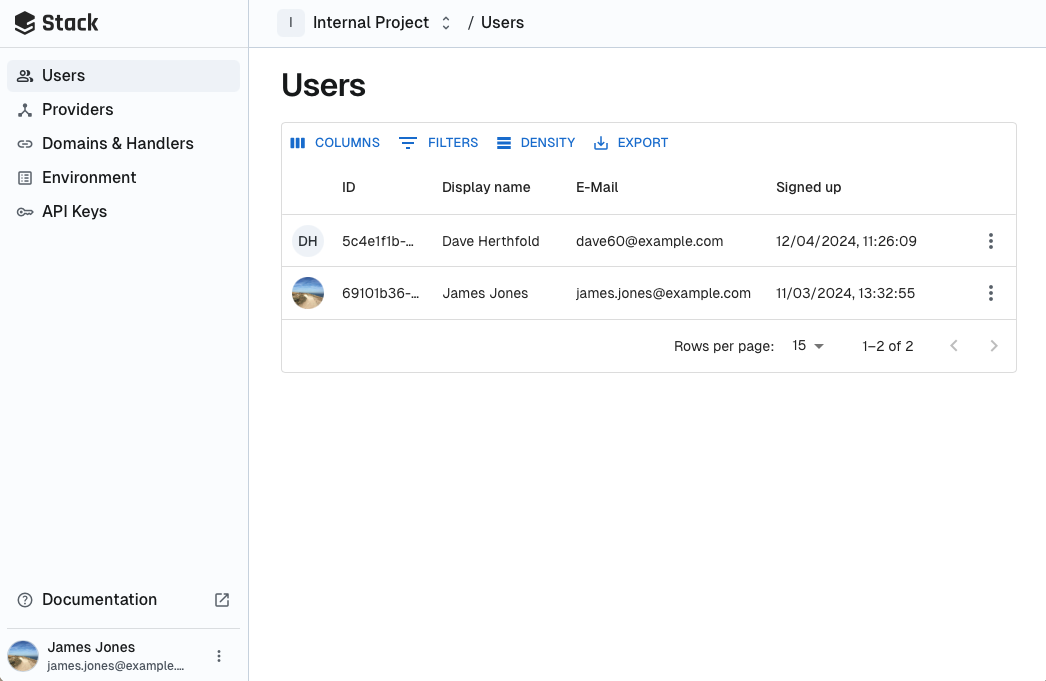 Stack
I Internal Project / Users
Users
Providers
Domains & Handlers
Environment
API Keys
Users
COLUMNS FILTERS DENSITY EXPORT
ID Display name E-Mail Signed up
DH 5c4e1f1b-… Dave Herthfold dave60@example.com 12/04/2024, 11:26:09
69101b36-… James Jones james.jones@example.com 11/03/2024, 13:32:55
Rows per page: 15 1–2 of 2
Documentation
James Jones
james.jones@example.…